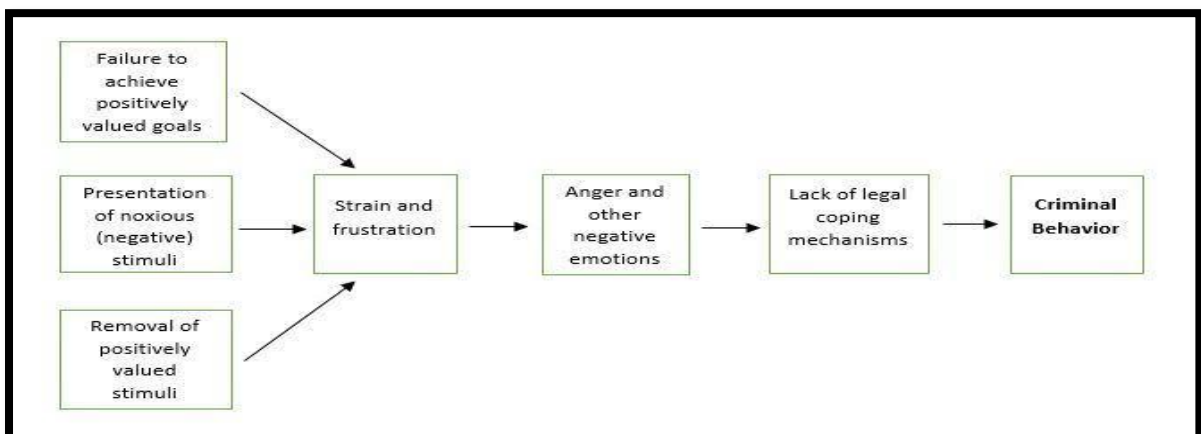 Failure to
achieve
positively
valued goals
Presentation
of noxious
(negative)
stimuli
Removal of
positively
valued
stimuli
Strain and
frustration
Anger and
other
negative
emotions
Lack of legal
coping
mechanisms
Criminal
Behavior